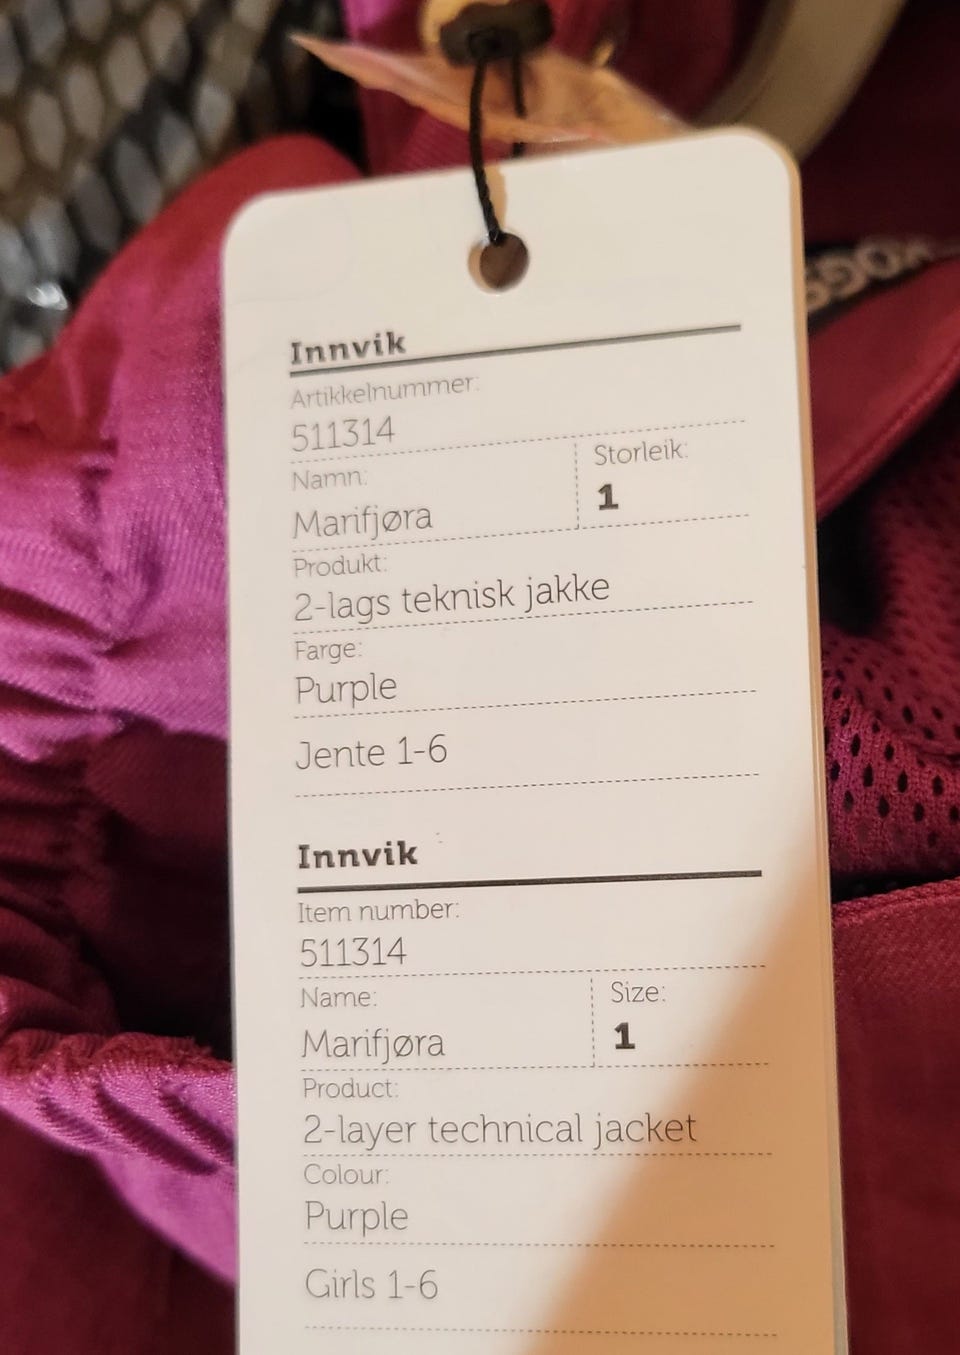 Innvik
Artikkelnummer:
511314
Namn:
Marifjøra
Storleik:
1
Produkt:
2-lags teknisk jakke
Farge:
Purple
Jente 1-6
Innvik
Item number:
511314
Name:
Marifjøra
Size:
1
Product:
2-layer technical jacket
Colour:
Purple
Girls 1-6